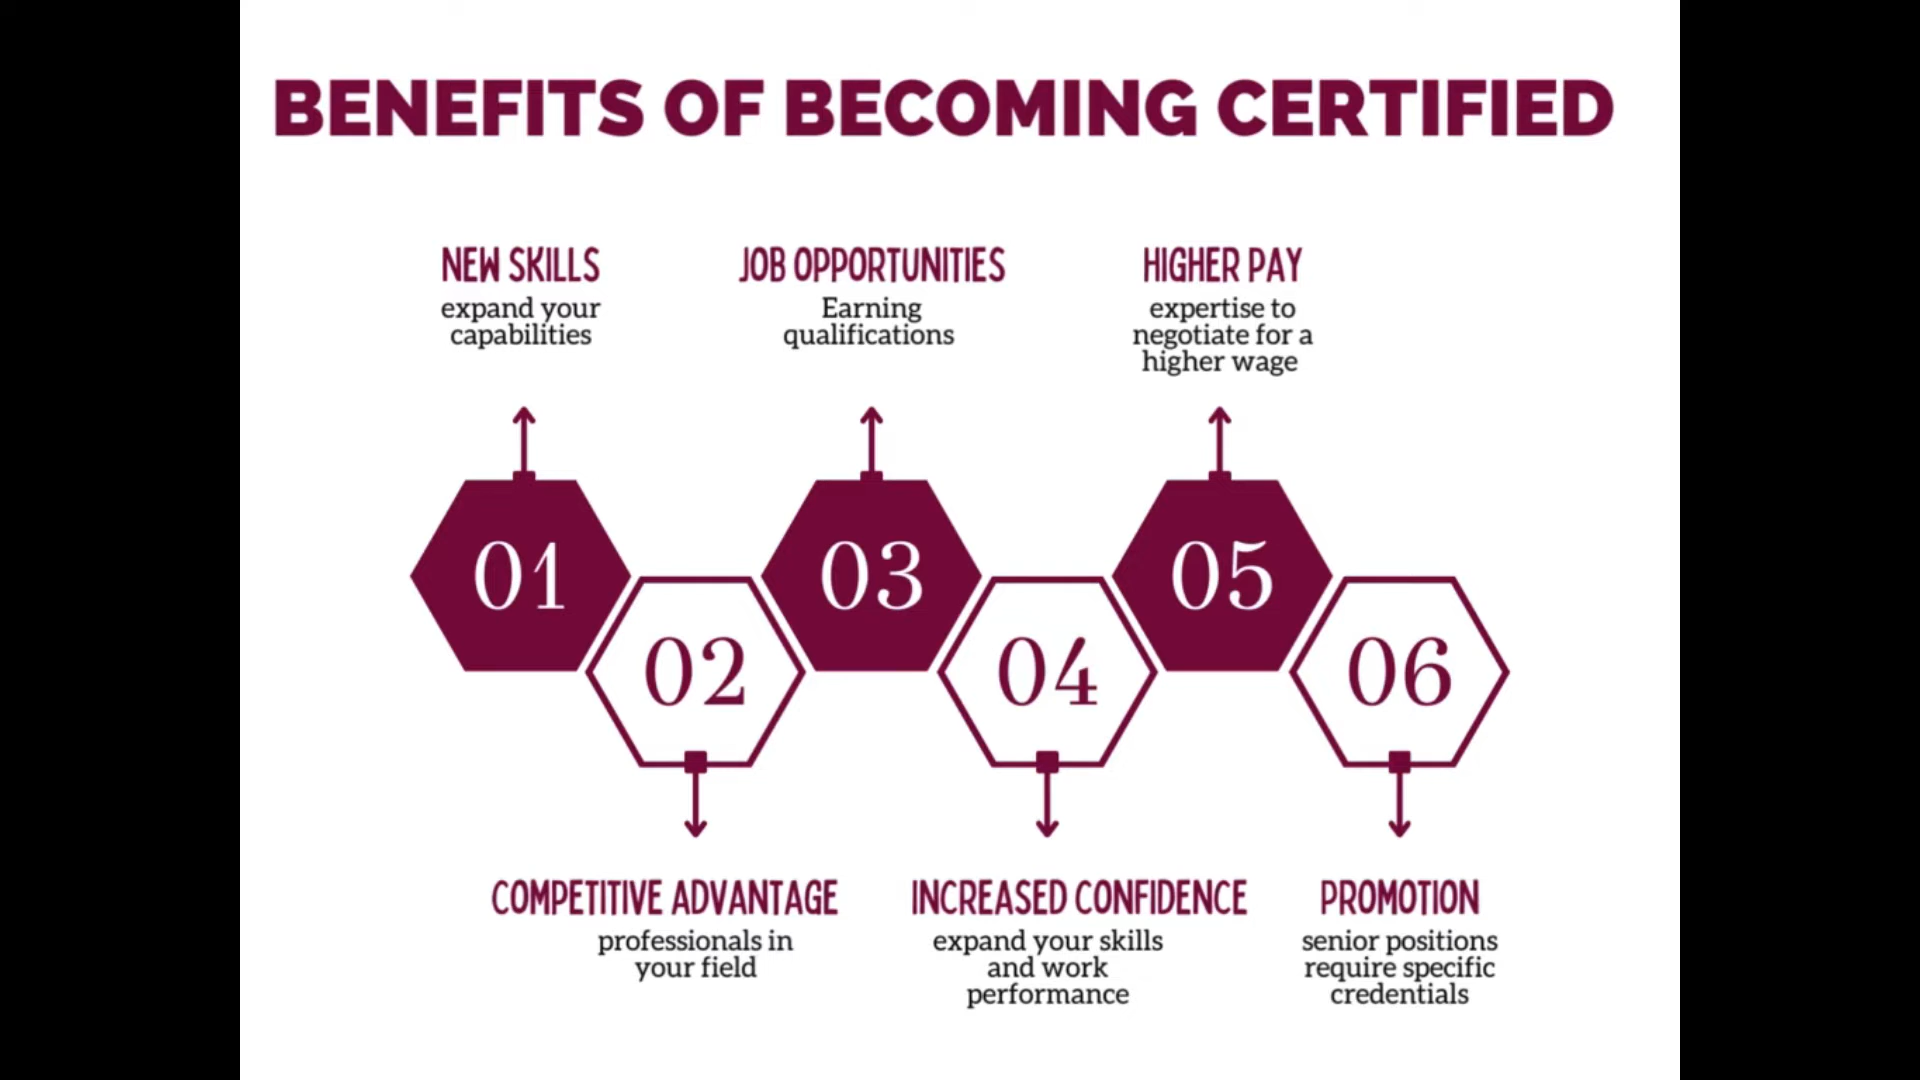 BENEFITS OF BECOMING CERTIFIED
NEW SKILLS
expand your
capabilities
JOB OPPORTUNITIES
Earning
qualifications
HIGHER PAY
expertise to
negotiate for a
higher wage
01
02
03
04
05
06
COMPETITIVE ADVANTAGE
professionals in
your field
INCREASED CONFIDENCE
expand your skills
and work
performance
PROMOTION
senior positions
require specific
credentials